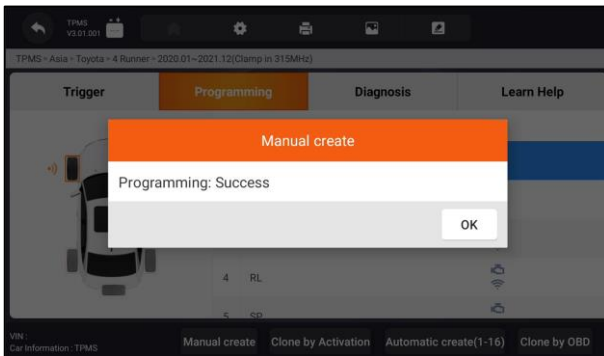 TPMS
V3.01.001
TPMS > Asia > Toyota > 4 Runner > 2020.01~2021.12(Clamp in 315MHz)
Trigger
Programming
Diagnosis
Learn Help
Manual create
Programming: Success
OK
4 RL
5 SP
VIN :
Car Information : TPMS
Manual create
Clone by Activation
Automatic create(1-16)
Clone by OBD